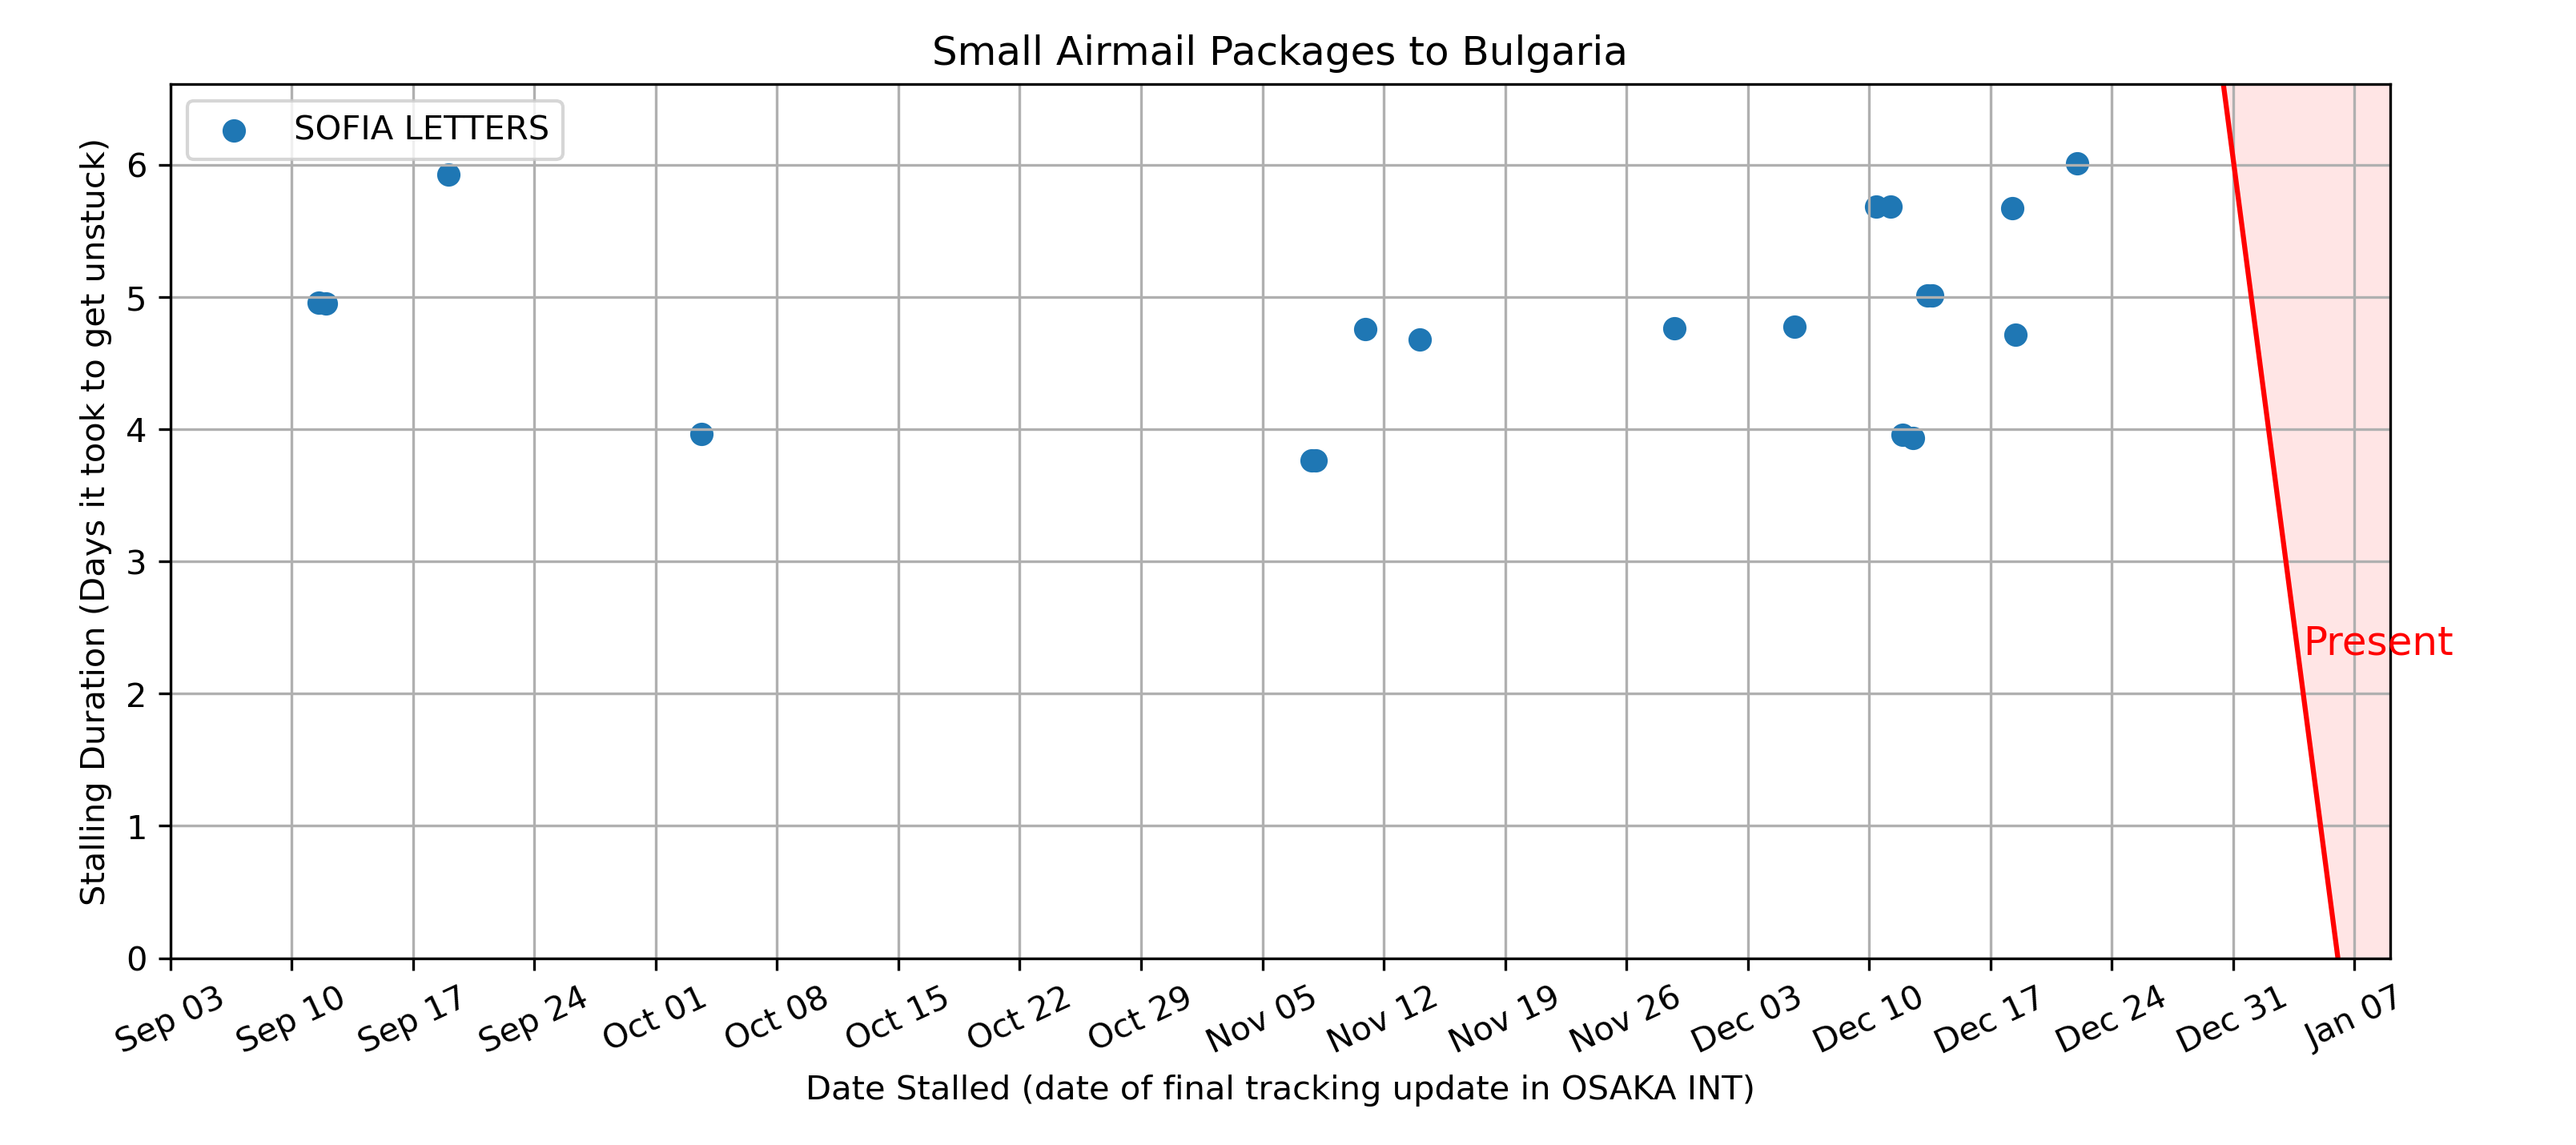 Small Airmail Packages to Bulgaria
SOFIA LETTERS
Stalling Duration (Days it took to get unstuck)
6
5
4
3
2
1
0
Present
Sep 03
Sep 10
Sep 17
Sep 24
Oct 01
Oct 08
Oct 15
Oct 22
Oct 29
Nov 05
Nov 12
Nov 19
Nov 26
Dec 03
Dec 10
Dec 17
Dec 24
Dec 31
Jan 07
Date Stalled (date of final tracking update in OSAKA INT)